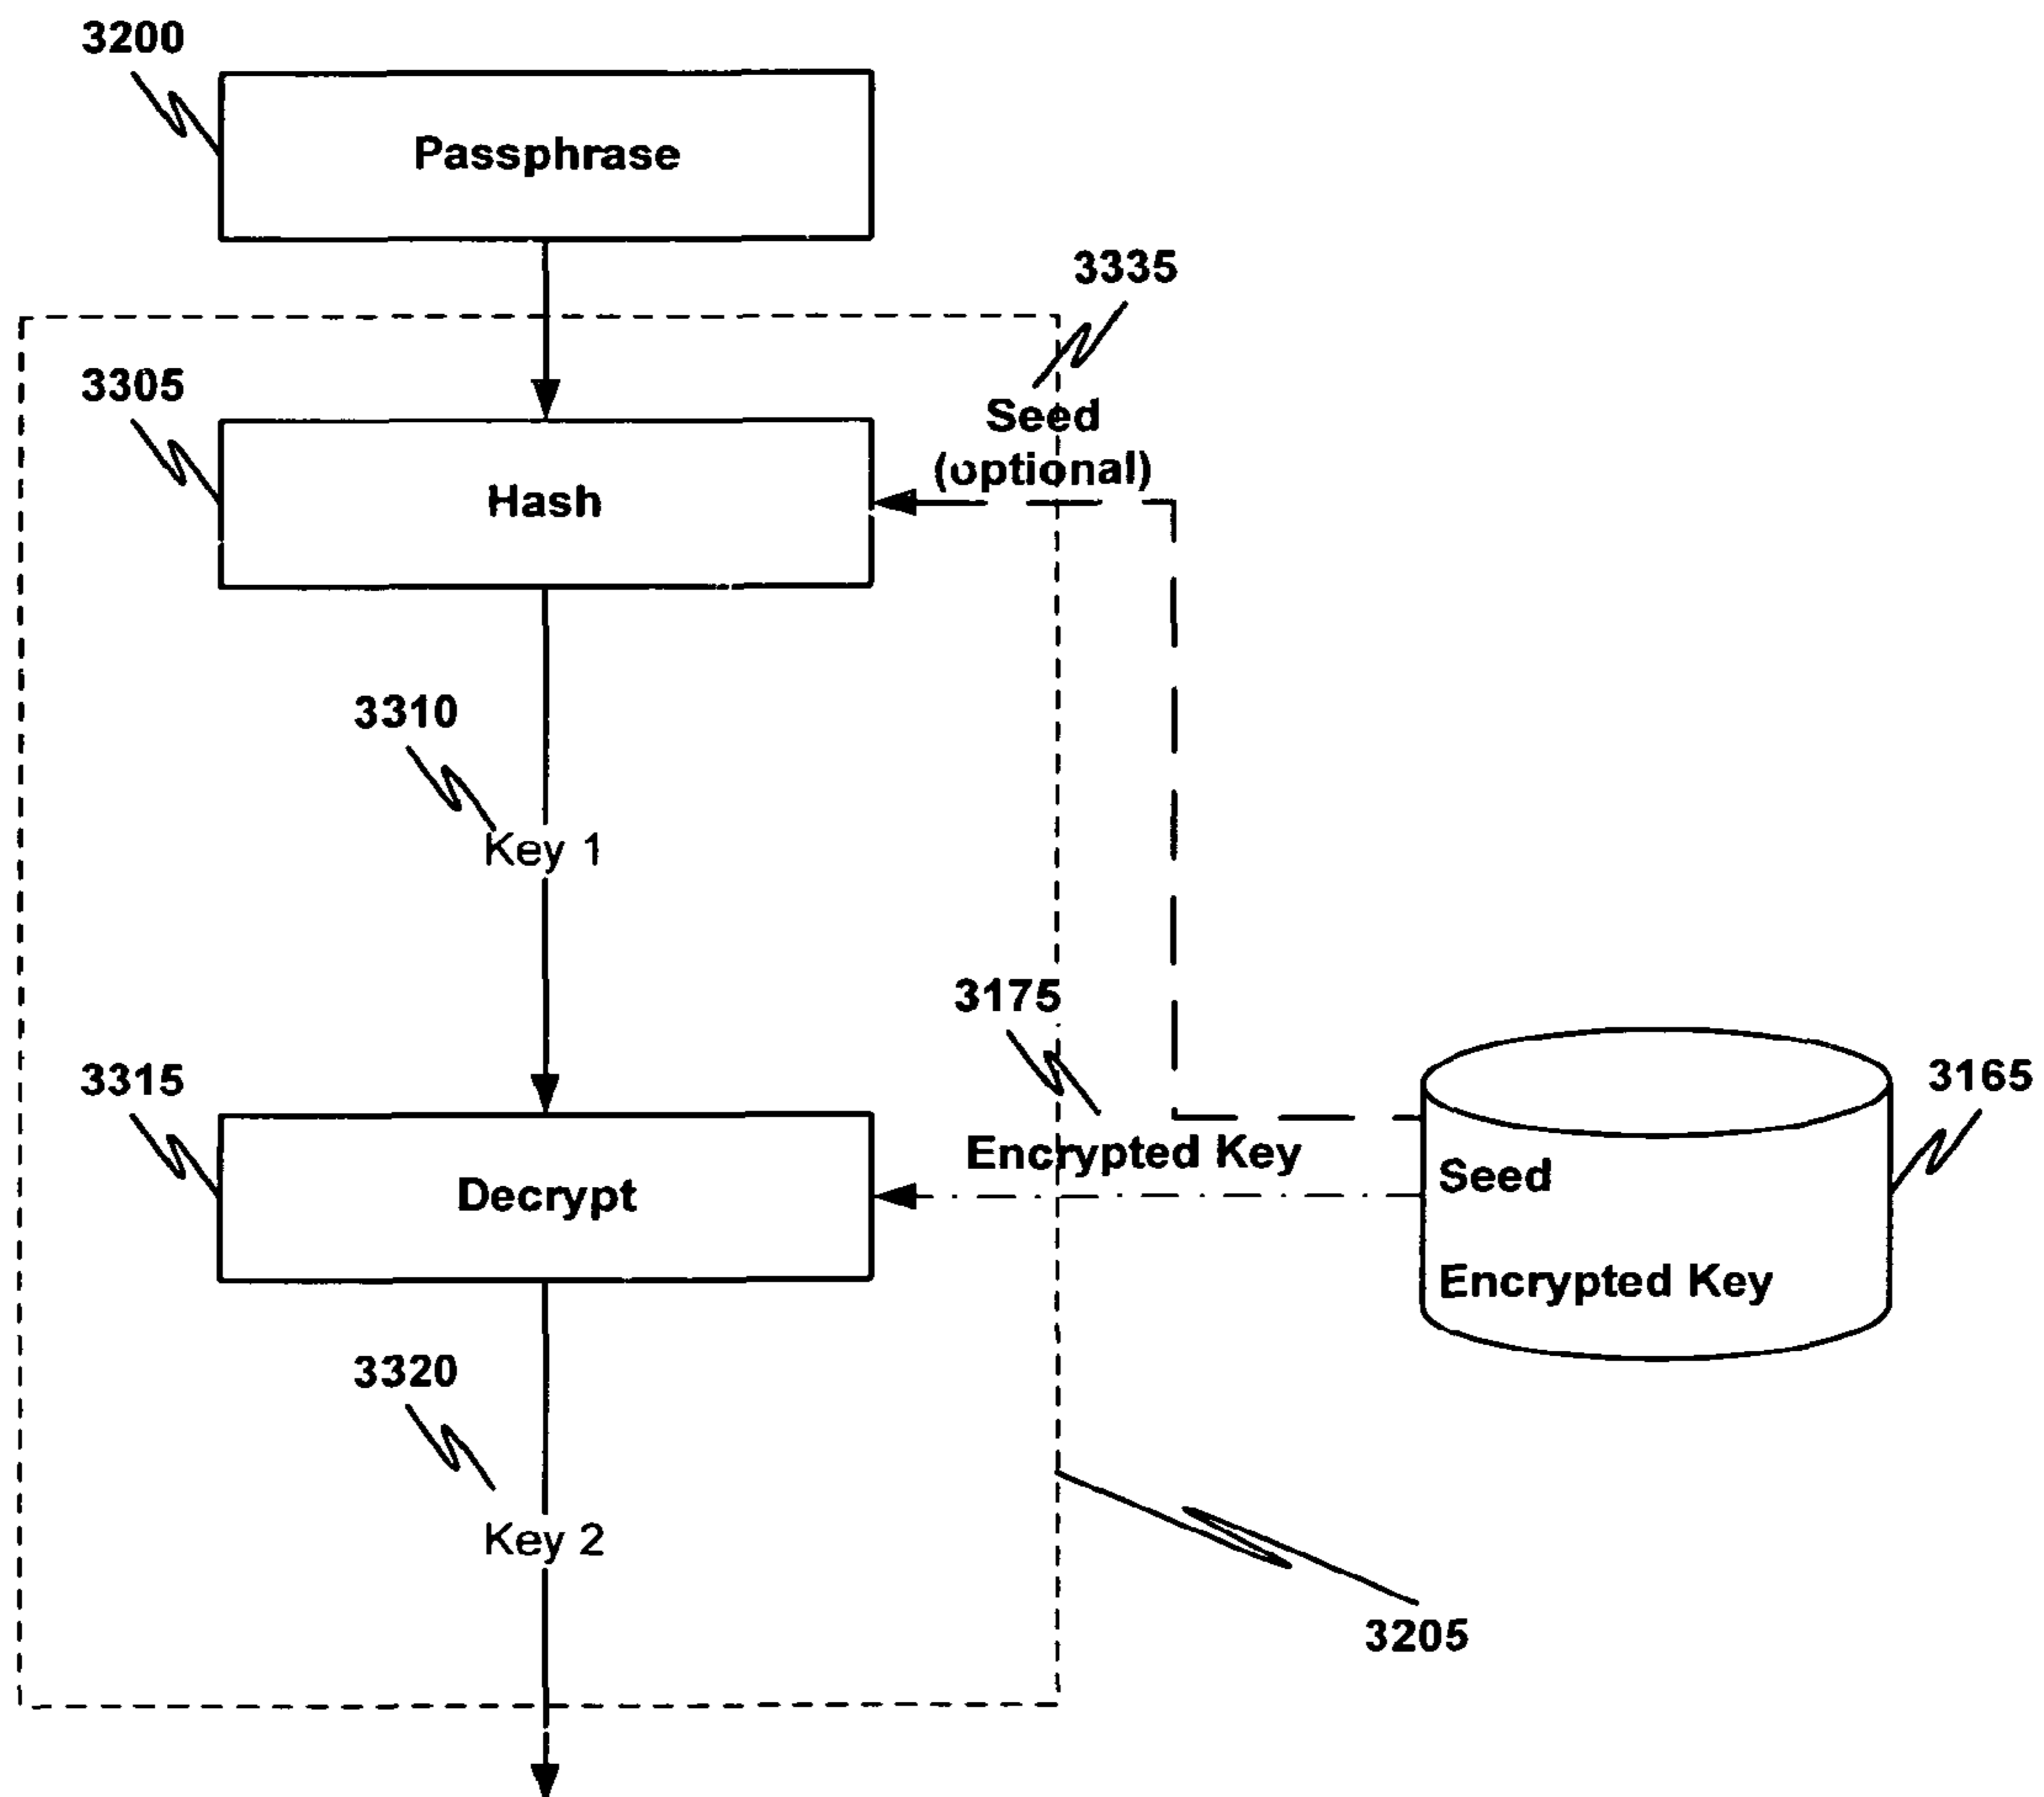 3200
Passphrase
3335
3305
Seed
(optional)
Hash
3310
Key 1
3175
3315
3165
Encrypted Key
Seed
Decrypt
Encrypted Key
3320
Key 2
3205